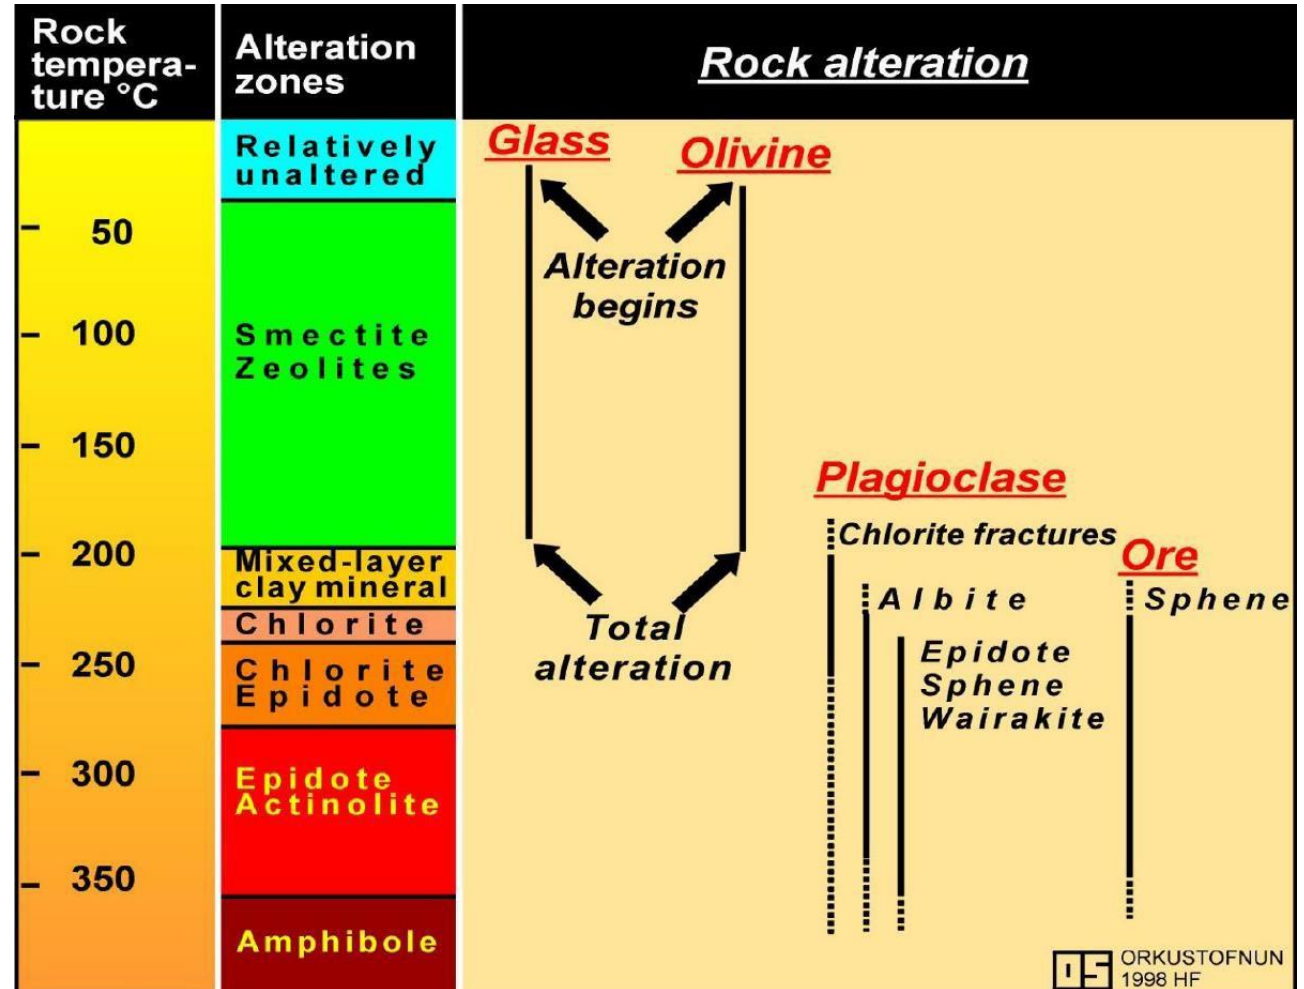 Rock
tempera-
ture °C
Alteration
zones
Rock alteration
50
100
150
200
250
300
350
Relatively
unaltered
Smectite
Zeolites
Mixed-layer
clay mineral
Chlorite
Chlorite
Epidote
Epidote
Actinolite
Amphibole
Glass
Olivine
Alteration
begins
Total
alteration
Plagioclase
Chlorite fractures
Albite
Epidote
Sphene
Wairakite
Ore
Sphene
OS
ORKUSTOFNUN
1998 HF